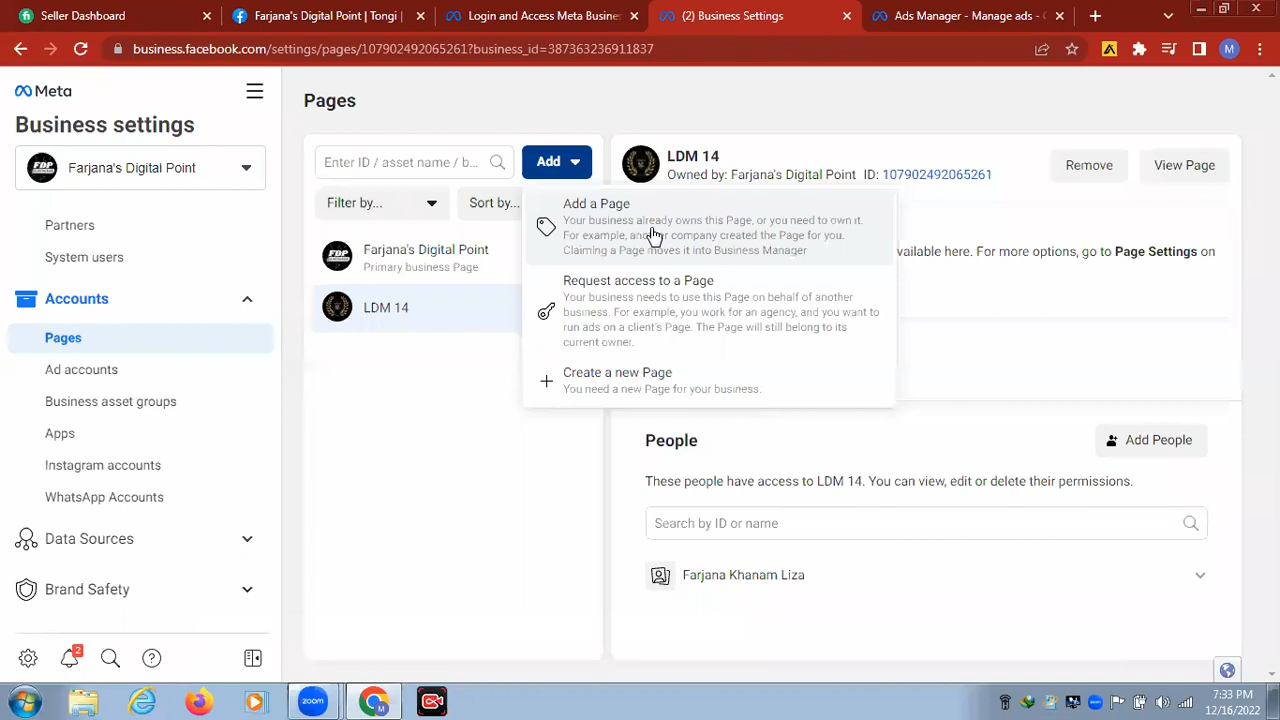 Seller Dashboard
Farjana's Digital Point | Tongi |
Login and Access Meta Busine
(2) Business Settings
Ads Manager - Manage ads - C
business.facebook.com/settings/pages/107902492065261?business_id=387363236911837
M
Meta
Business settings
FDP
Farjana's Digital Point
Partners
System users
Accounts
Pages
Ad accounts
Business asset groups
Apps
Instagram accounts
WhatsApp Accounts
Data Sources
Brand Safety
2
Pages
Enter ID / asset name / b...
Add
Filter by...
Sort by...
FDP
Farjana's Digital Point
Primary business Page
LDM 14
Add a Page
Your business already owns this Page, or you need to own it.
For example, another company created the Page for you.
Claiming a Page moves it into Business Manager
Request access to a Page
Your business needs to use this Page on behalf of another
business. For example, you work for an agency, and you want to
run ads on a client's Page. The Page will still belong to its
current owner.
Create a new Page
You need a new Page for your business.
LDM 14
Owned by: Farjana's Digital Point ID: 107902492065261
Remove
View Page
vailable here. For more options, go to Page Settings on
People
Add People
These people have access to LDM 14. You can view, edit or delete their permissions.
Search by ID or name
Farjana Khanam Liza
zoom
M
7:33 PM
12/16/2022